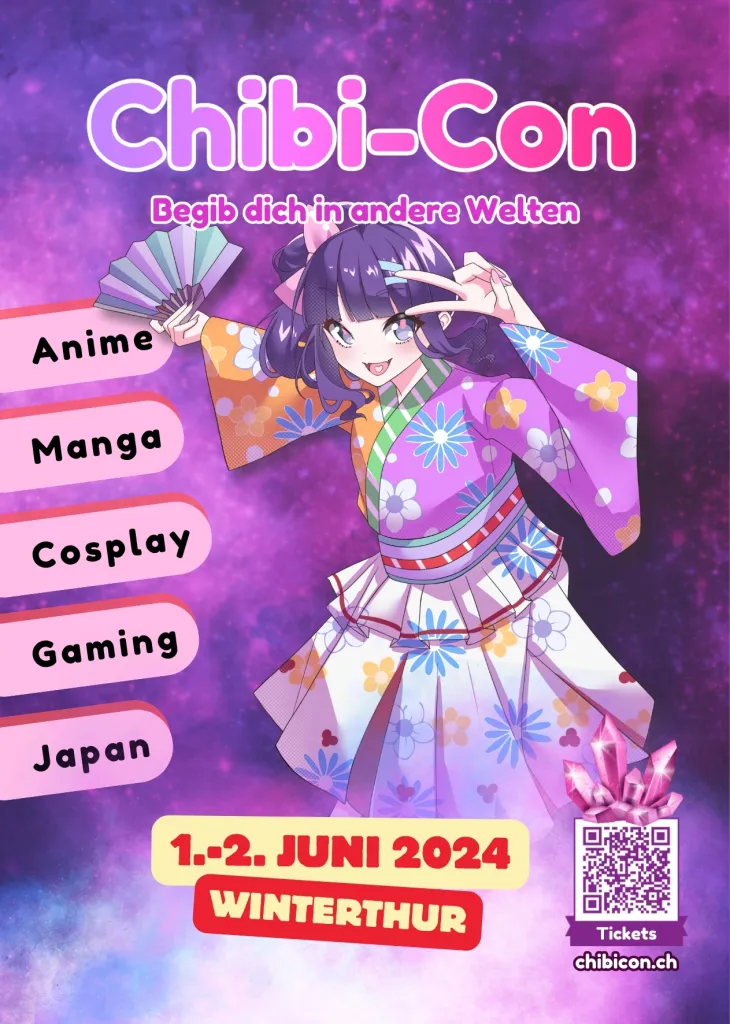 Chibi-Con
Begib dich in andere Welten
Anime
Manga
Cosplay
Gaming
Japan
1.-2. JUNI 2024
WINTERTHUR
Tickets
chibicon.ch